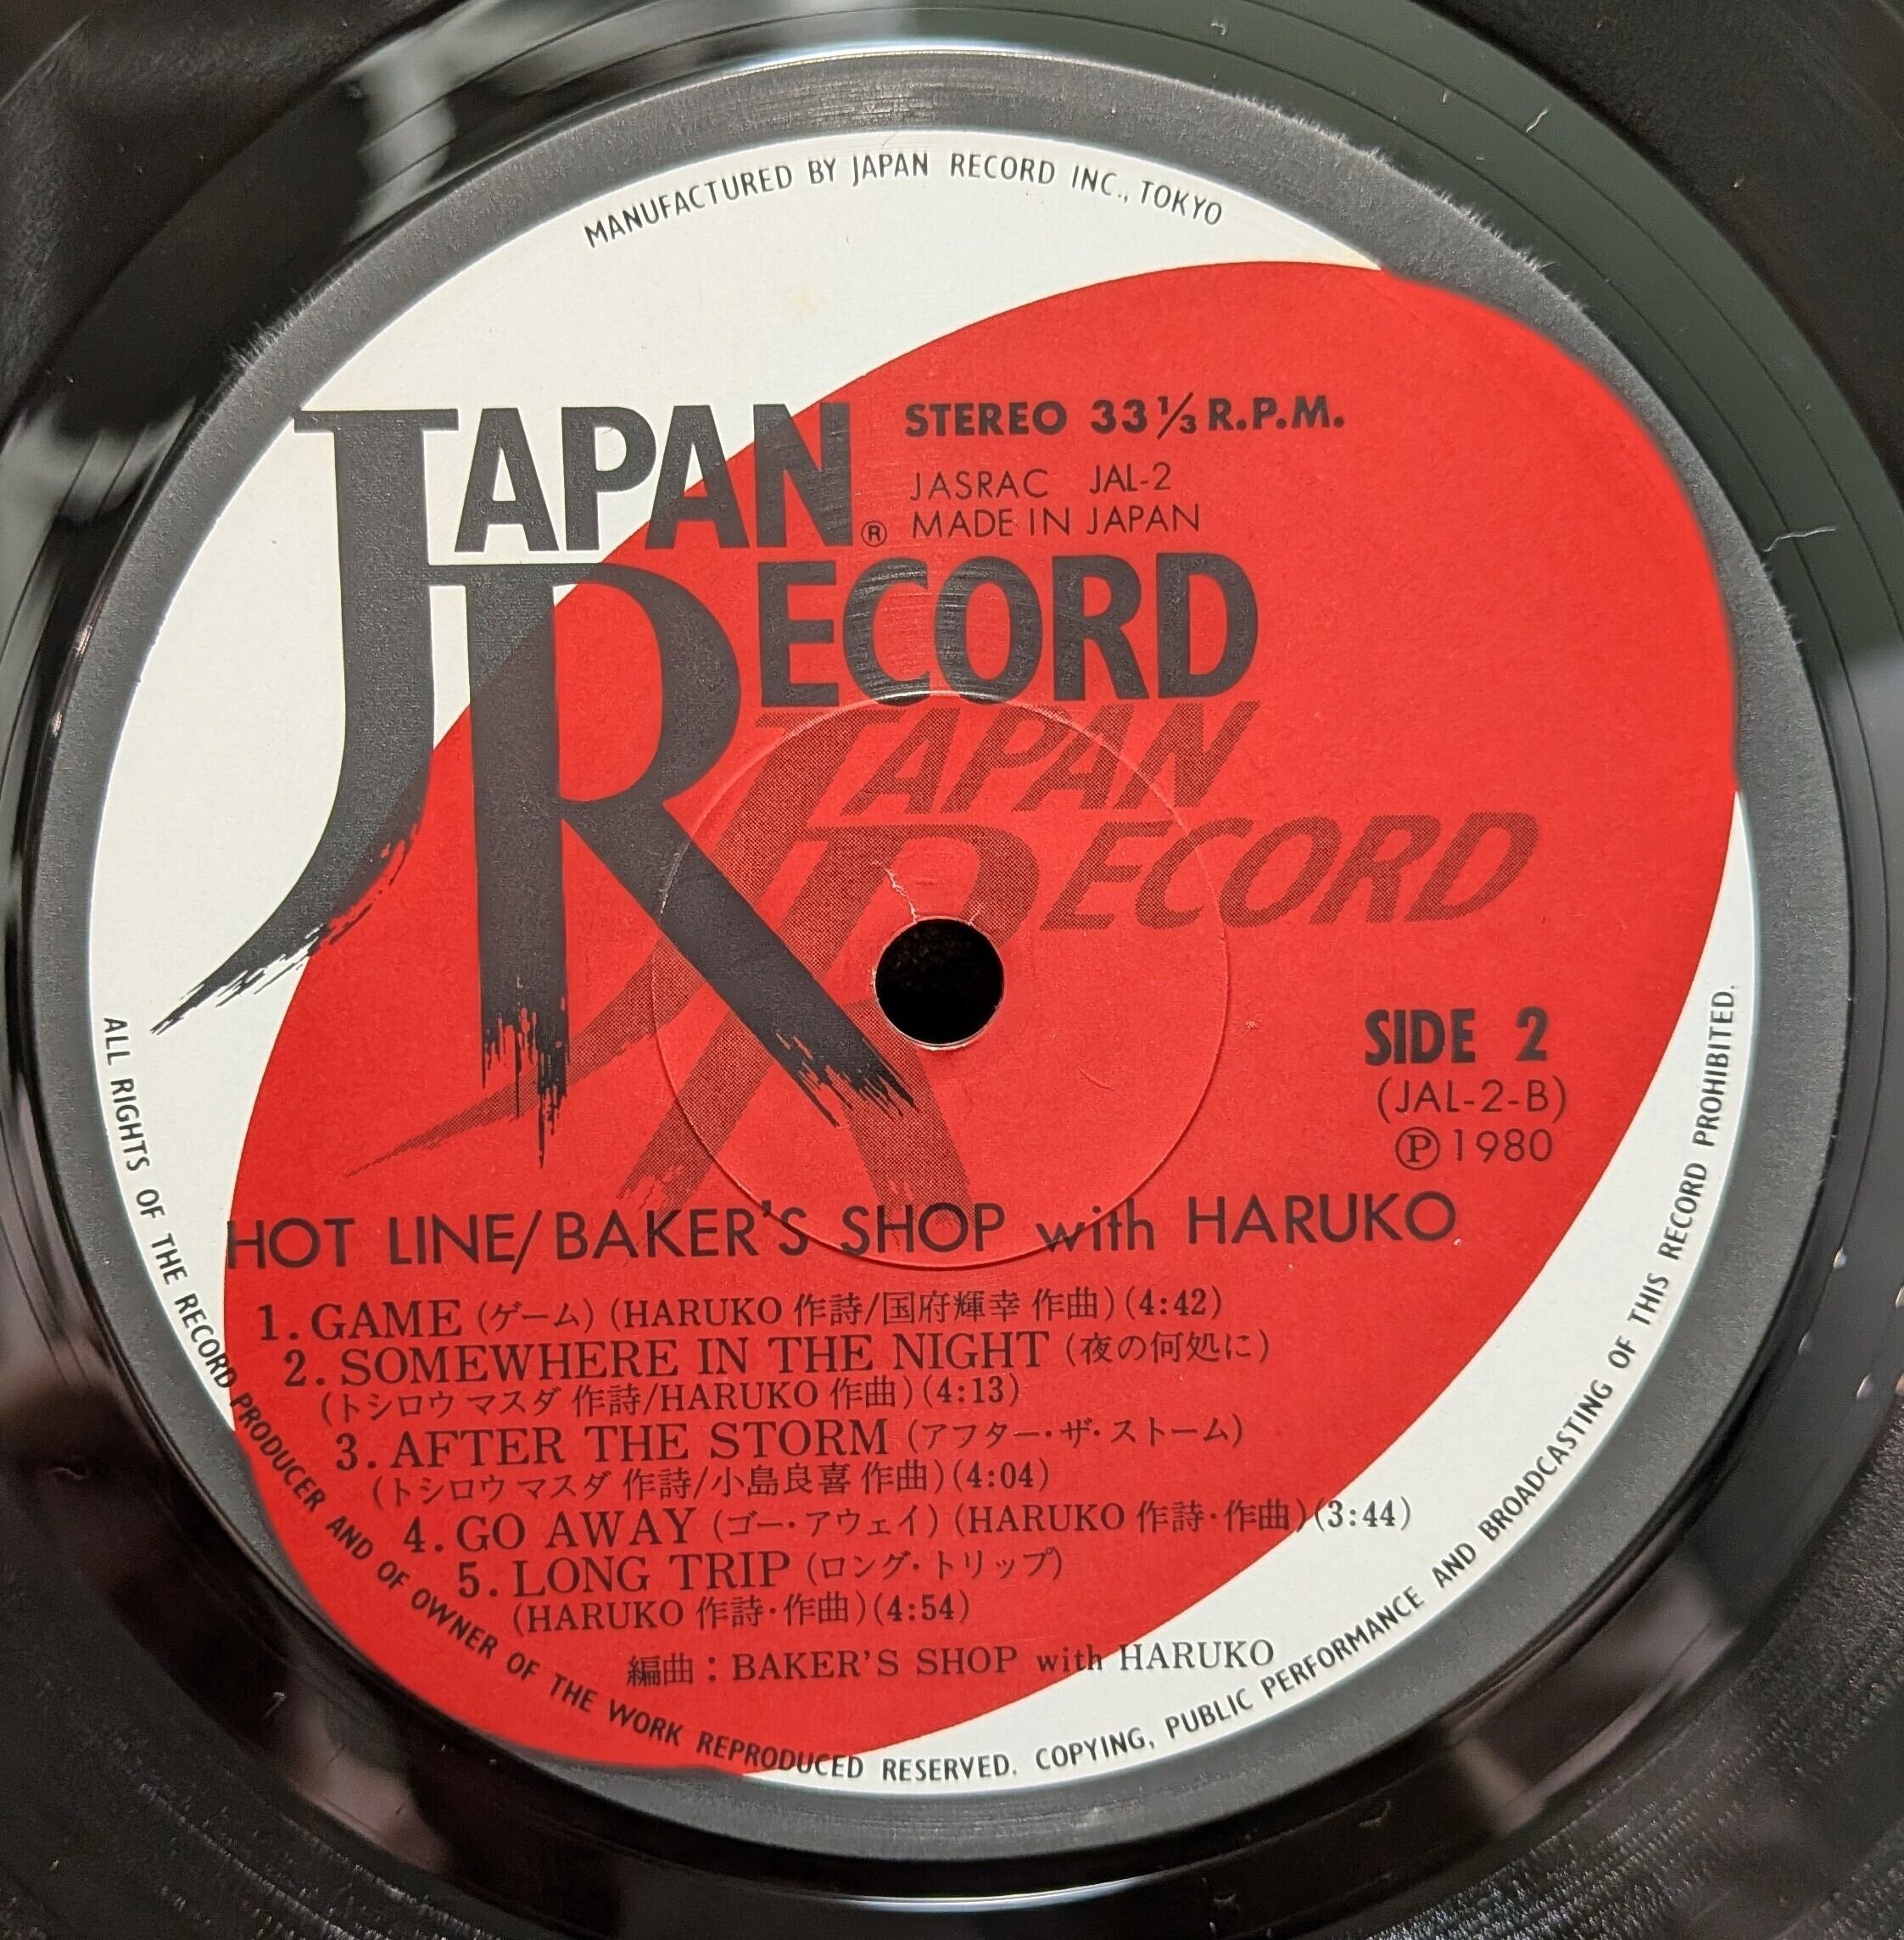 MANUFACTURED BY JAPAN RECORD INC., TOKYO
JAPAN RECORD ®
STEREO 33⅓ R.P.M.
JASRAC JAL-2
MADE IN JAPAN
JAPAN RECORD
SIDE 2
(JAL-2-B)
Ⓟ1980
HOT LINE/BAKER'S SHOP with HARUKO
1. GAME (ゲーム) (HARUKO 作詩/国府輝幸 作曲) (4:42)
2. SOMEWHERE IN THE NIGHT (夜の何処に)
(トシロウ マスダ 作詩/HARUKO 作曲) (4:13)
3. AFTER THE STORM (アフター・ザ・ストーム)
(トシロウ マスダ 作詩/小島良喜 作曲) (4:04)
4. GO AWAY (ゴー・アウェイ) (HARUKO 作詩・作曲) (3:44)
5. LONG TRIP (ロング・トリップ)
(HARUKO 作詩・作曲) (4:54)
編曲：BAKER'S SHOP with HARUKO
ALL RIGHTS OF THE RECORD PRODUCER AND OF OWNER OF THE WORK REPRODUCED RESERVED. COPYING, PUBLIC PERFORMANCE AND BROADCASTING OF THIS RECORD PROHIBITED.